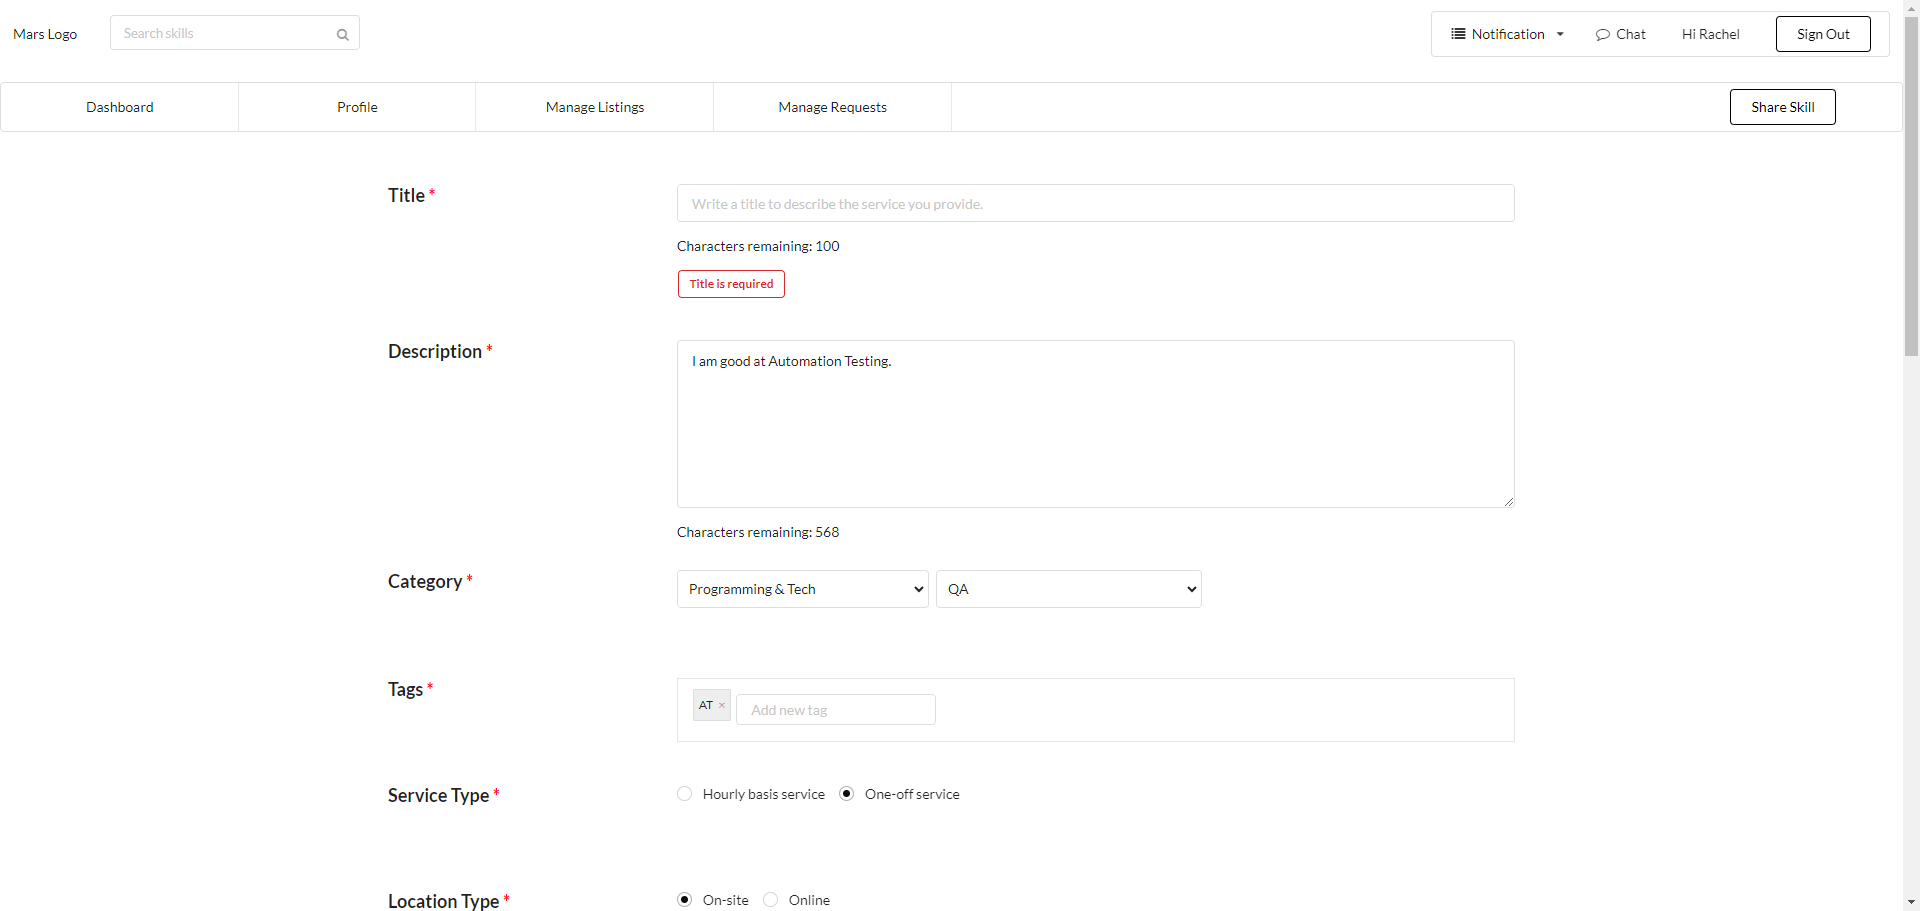 Mars Logo
Search skills
Notification
Chat
Hi Rachel
Sign Out
Dashboard
Profile
Manage Listings
Manage Requests
Share Skill
Title *
Write a title to describe the service you provide.
Characters remaining: 100
Title is required
Description *
I am good at Automation Testing.
Characters remaining: 568
Category *
Programming & Tech
QA
Tags *
AT ×
Add new tag
Service Type *
Hourly basis service
One-off service
Location Type *
On-site
Online